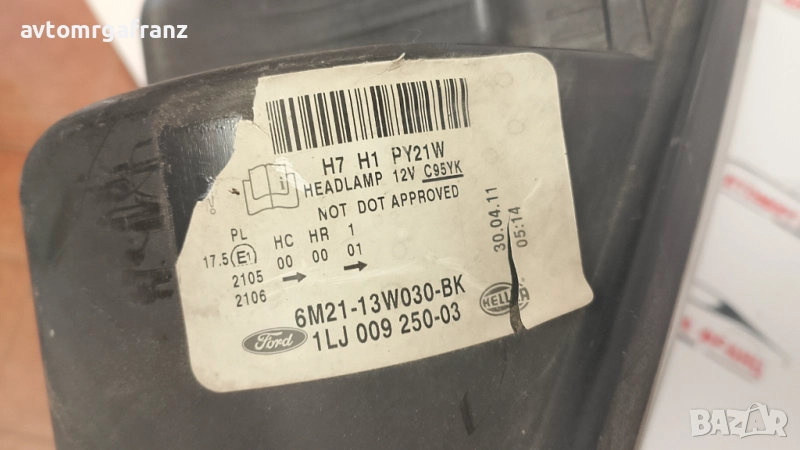 avtomrgafranz
H7 H1 PY21W
HEADLAMP 12V C95YK
NOT DOT APPROVED
PL HC HR 1
17.5 E1 00 00 01
2105
2106
30.04.11
05:14
6M21-13W030-BK
Ford 1LJ 009 250-03
HELLA
BAZAR